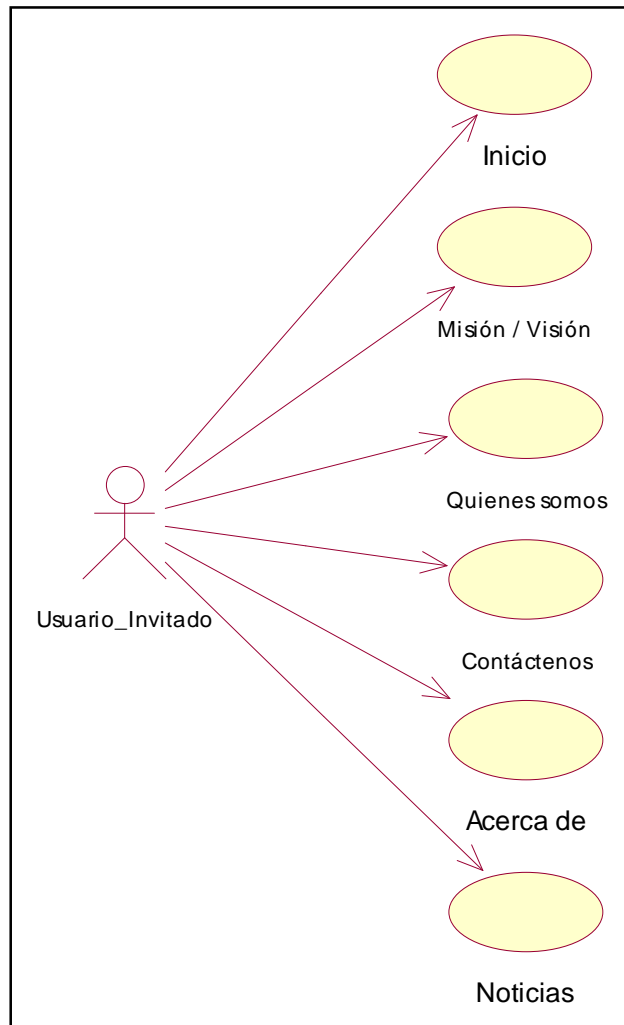 Inicio
Misión / Visión
Quienes somos
Usuario_Invitado
Contáctenos
Acerca de
Noticias